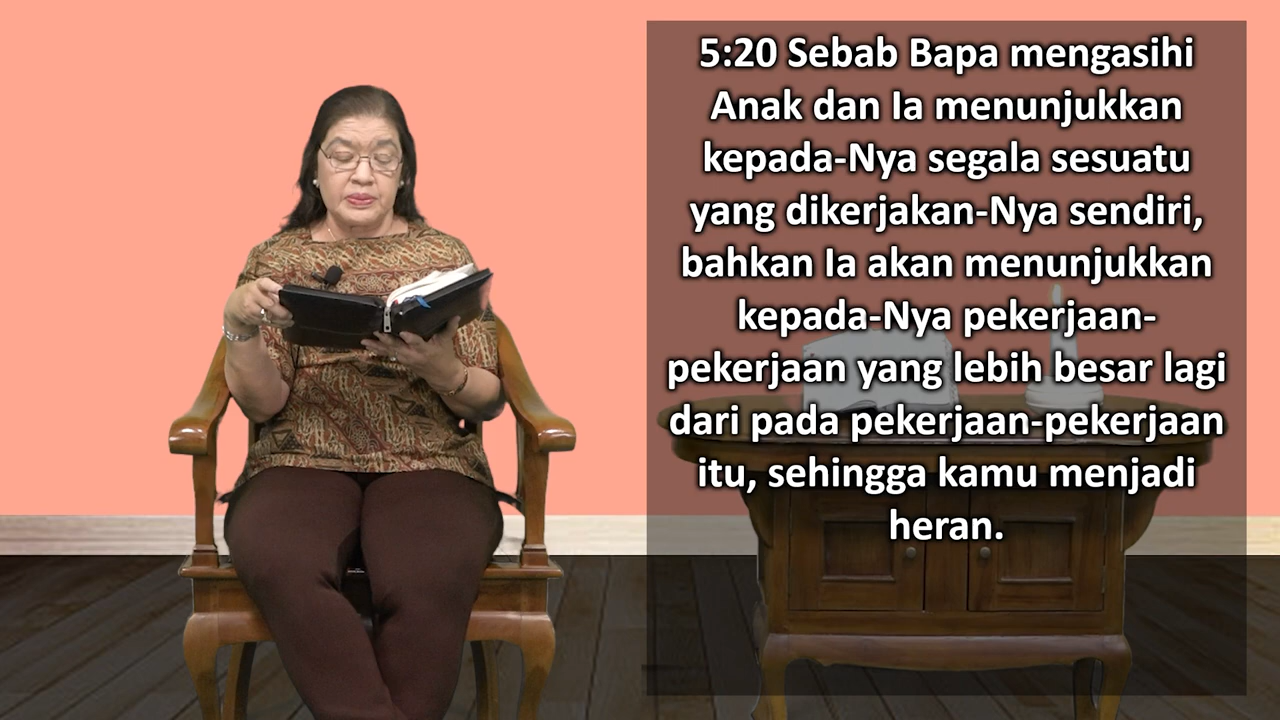 5:20 Sebab Bapa mengasihi
Anak dan Ia menunjukkan
kepada-Nya segala sesuatu
yang dikerjakan-Nya sendiri,
bahkan Ia akan menunjukkan
kepada-Nya pekerjaan-
pekerjaan yang lebih besar lagi
dari pada pekerjaan-pekerjaan
itu, sehingga kamu menjadi
heran.